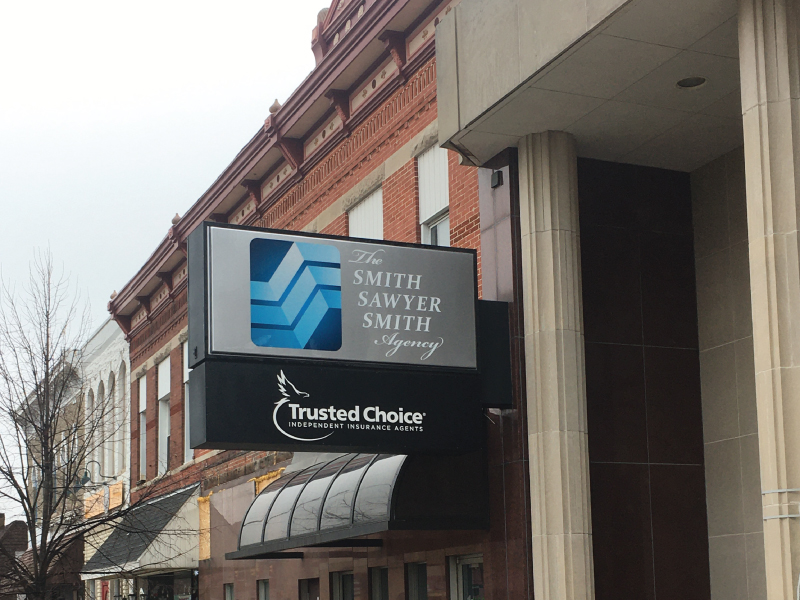 The
SMITH
SAWYER
SMITH
Agency
Trusted Choice®
INDEPENDENT INSURANCE AGENTS